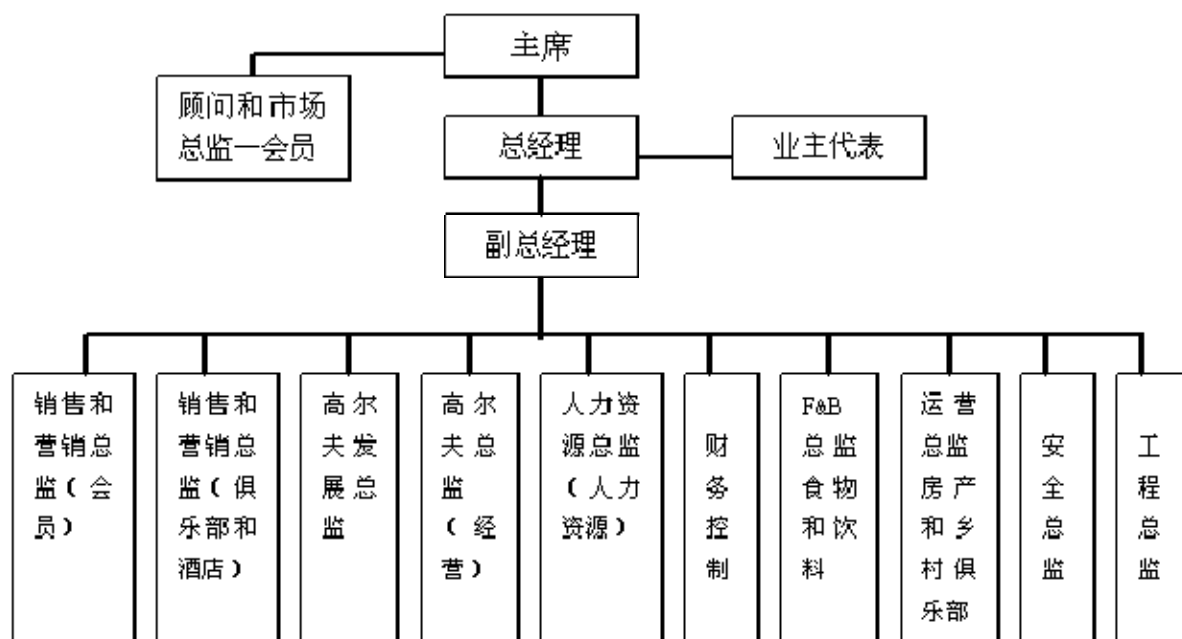 主席
顾问和市场
总监一会员
总经理
业主代表
副总经理
销售和
营销总
监（会
员）
销售和
营销总
监（俱
乐部和
酒店）
高尔
夫发
展总
监
高尔
夫总
监
（经
营）
人力资
源总监
（人力
资源）
财
务
控
制
F&B
总监
食物
和饮
料
运营
总监
房产
和乡
村俱
乐部
安
全
总
监
工
程
总
监